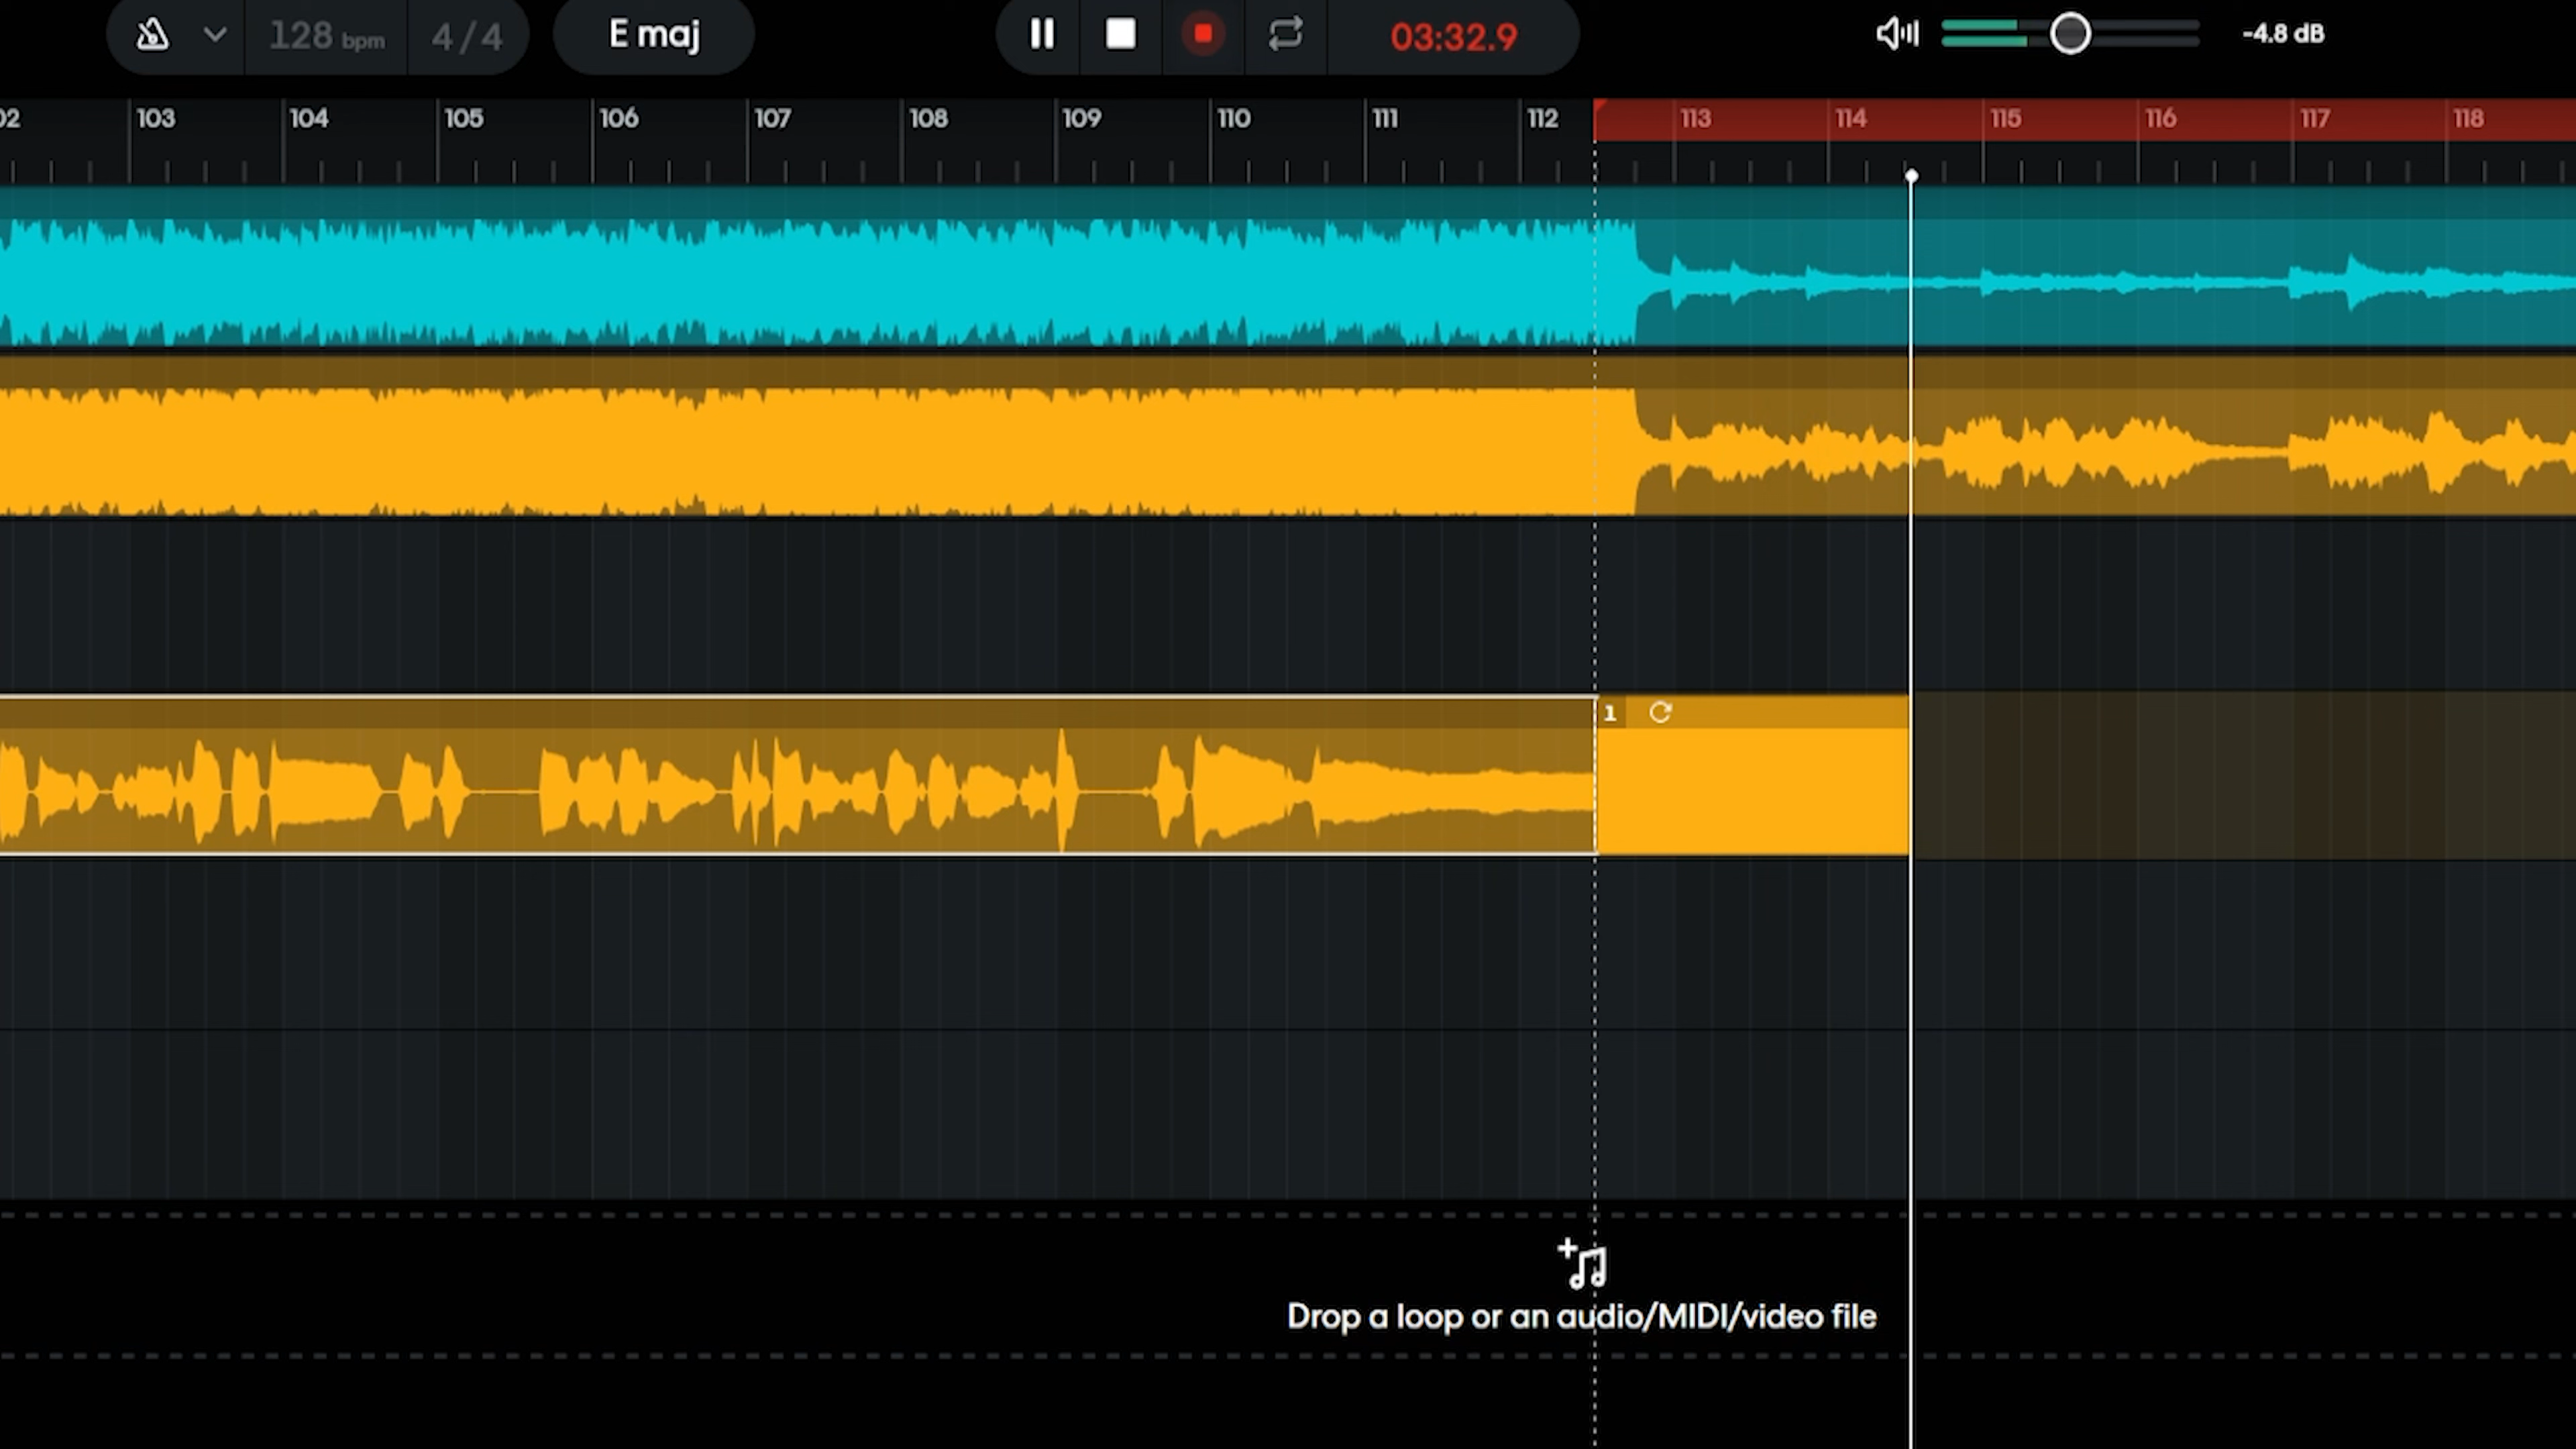 128 bpm 4/4 E maj 03:32.9 -4.8 dB
02 103 104 105 106 107 108 109 110 111 112 113 114 115 116 117 118
1
Drop a loop or an audio/MIDI/video file